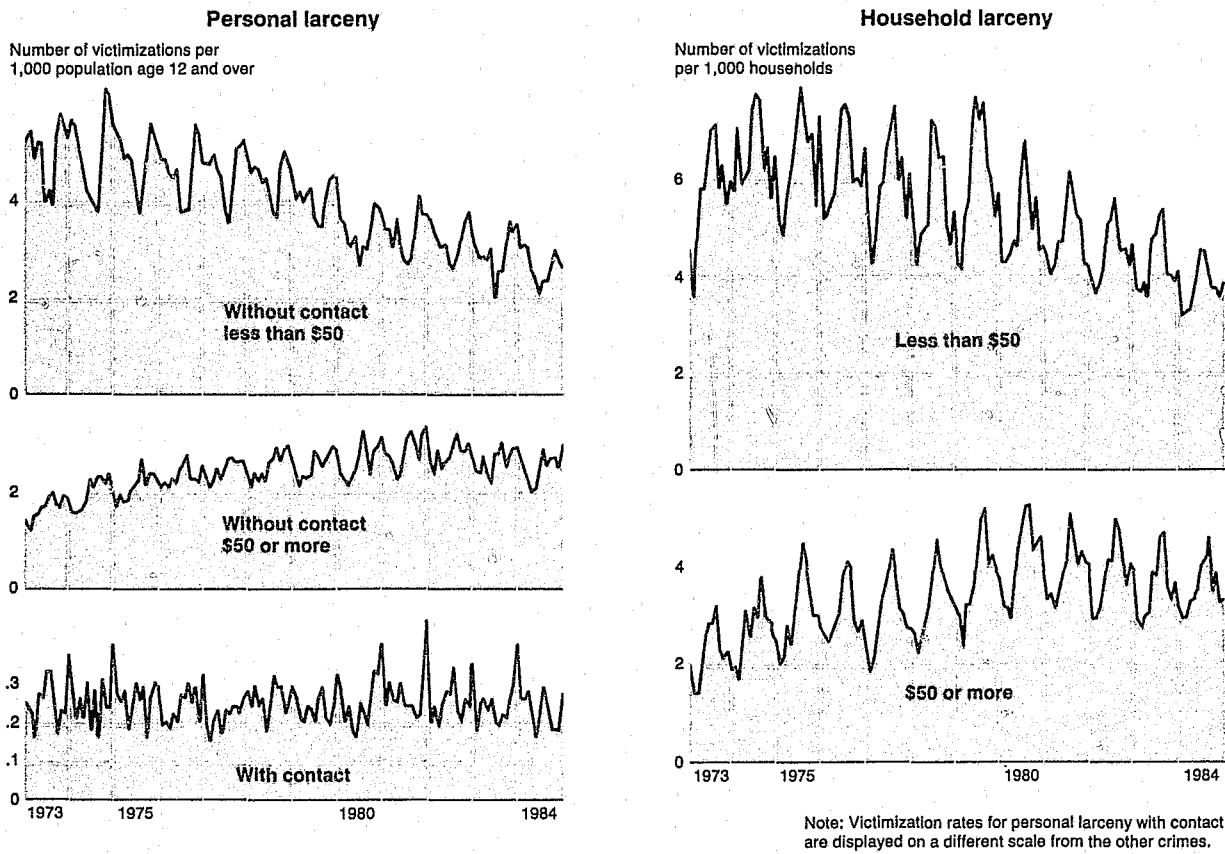 Personal larceny
Number of victimizations per
1,000 population age 12 and over
4
2
0
Without contact
less than $50
2
0
Without contact
$50 or more
.3
.2
.1
0
With contact
1973 1975 1980 1984
Household larceny
Number of victimizations
per 1,000 households
6
4
2
0
Less than $50
4
2
0
$50 or more
1973 1975 1980 1984
Note: Victimization rates for personal larceny with contact
are displayed on a different scale from the other crimes.